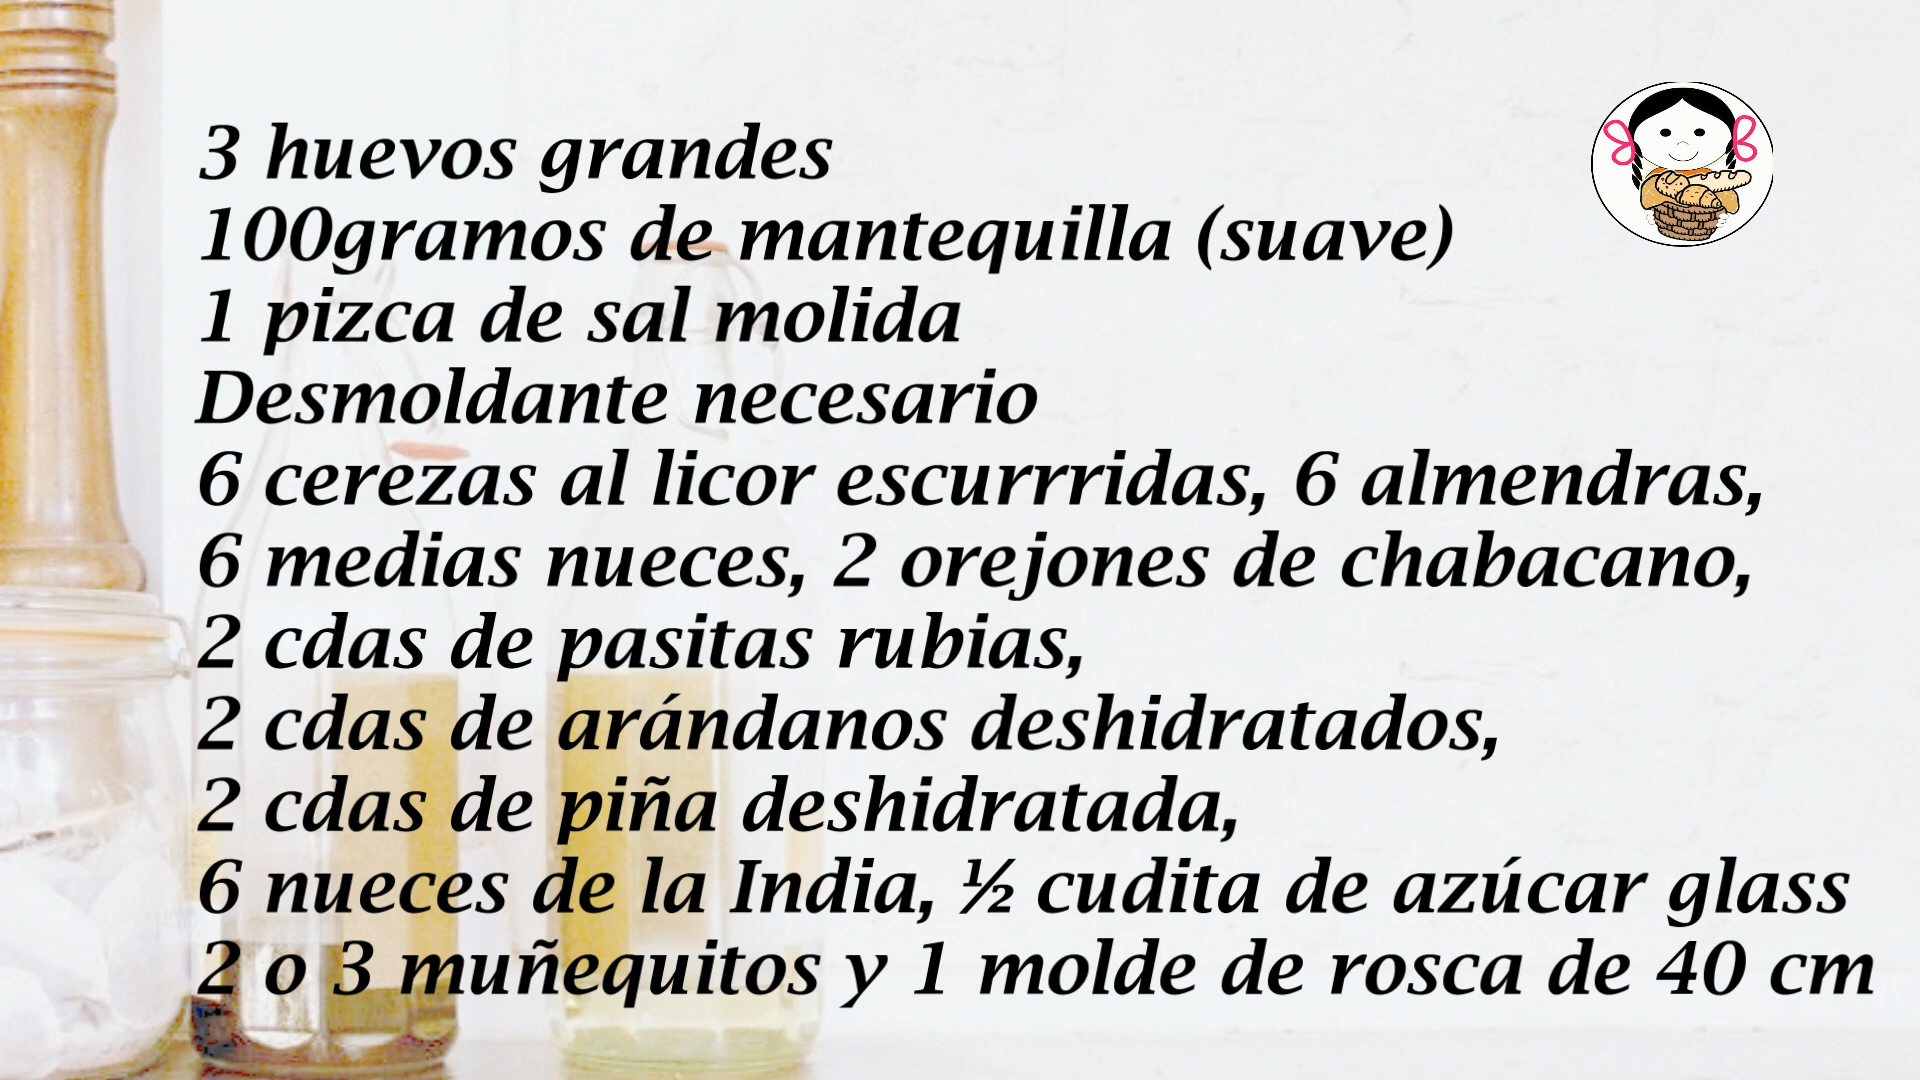 3 huevos grandes
100gramos de mantequilla (suave)
1 pizca de sal molida
Desmoldante necesario
6 cerezas al licor escurrridas, 6 almendras,
6 medias nueces, 2 orejones de chabacano,
2 cdas de pasitas rubias,
2 cdas de arándanos deshidratados,
2 cdas de piña deshidratada,
6 nueces de la India, ½ cudita de azúcar glass
2 o 3 muñequitos y 1 molde de rosca de 40 cm